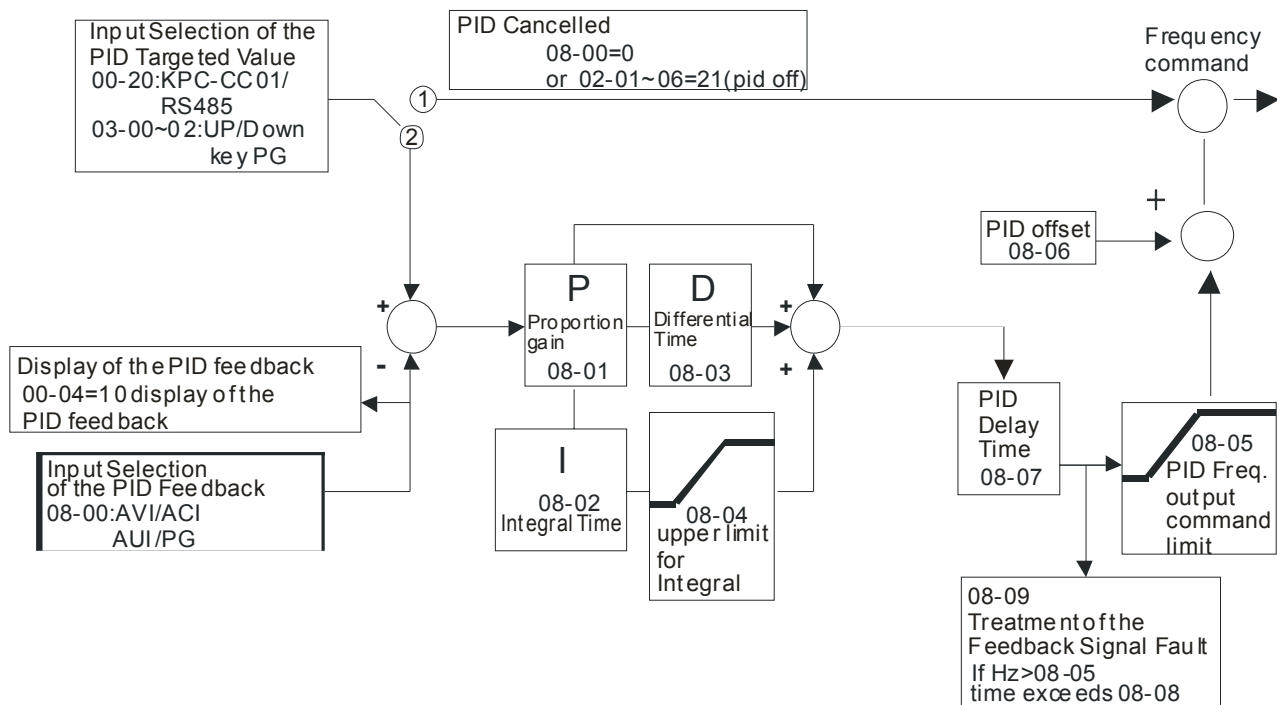 Input Selection of the
PID Targeted Value
00-20:KPC-CC01/
RS485
03-00~02:UP/Down
key PG
PID Cancelled
08-00=0
or 02-01~06=21(pid off)
Frequency
command
1
2
+
PID offset
08-06
+
-
P
Proportion
gain
08-01
D
Differential
Time
08-03
+
+
Display of the PID feedback
00-04=10 display of the
PID feedback
Input Selection
of the PID Feedback
08-00:AVI/ACI
AUI/PG
I
08-02
Integral Time
08-04
upper limit
for
Integral
PID
Delay
Time
08-07
08-05
PID Freq.
output
command
limit
08-09
Treatment of the
Feedback Signal Fault
If Hz>08-05
time exceeds 08-08